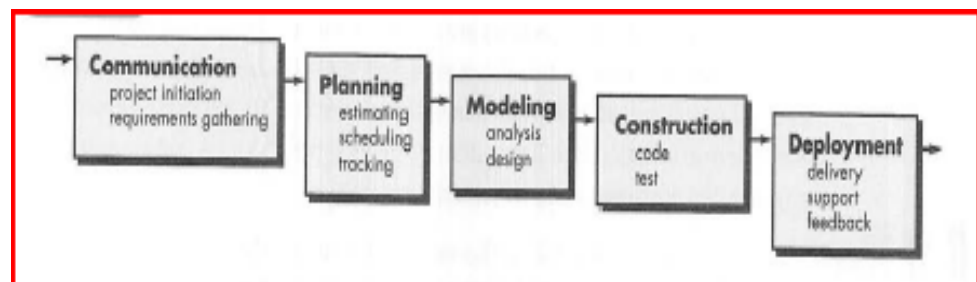 Communication
project initiation
requirements gathering
Planning
estimating
scheduling
tracking
Modeling
analysis
design
Construction
code
test
Deployment
delivery
support
feedback